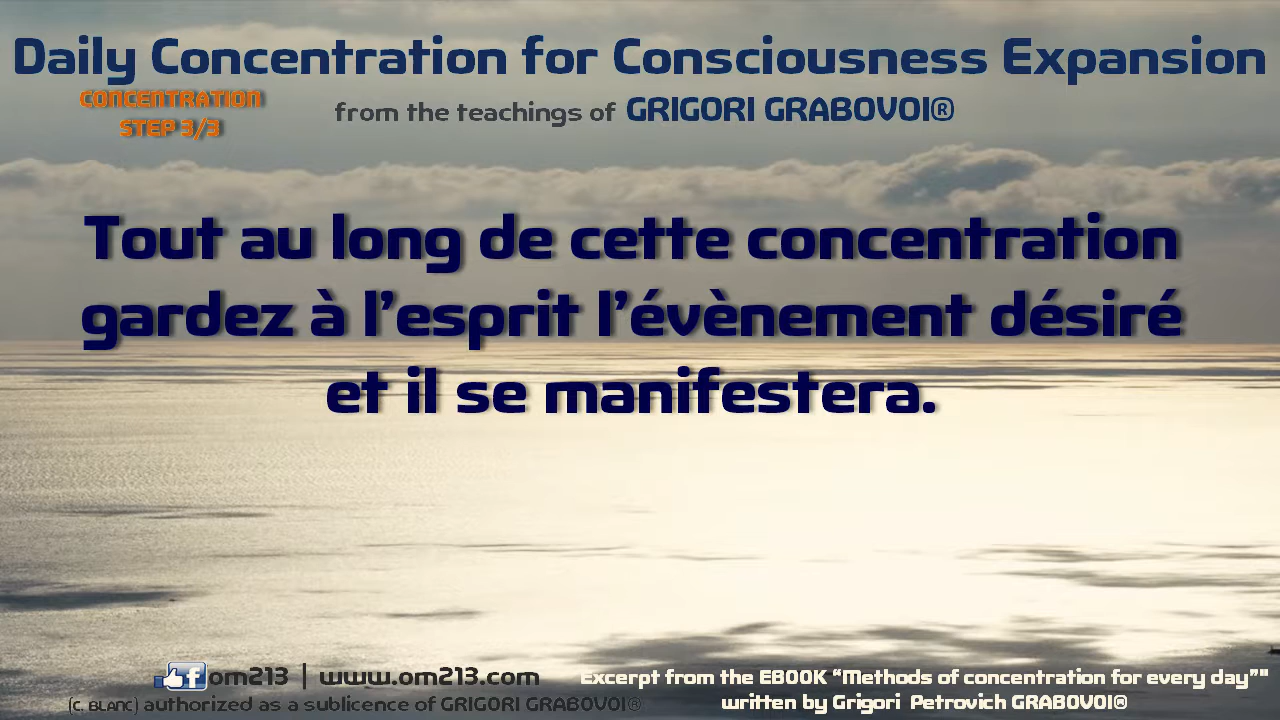 Daily Concentration for Consciousness Expansion
CONCENTRATION
STEP 3/3
from the teachings of GRIGORI GRABOVOI®
Tout au long de cette concentration
gardez à l’esprit l’évènement désiré
et il se manifestera.
f om213 | www.om213.com
(C. BLANC) authorized as a sublicence of GRIGORI GRABOVOI®
Excerpt from the EBOOK “Methods of concentration for every day”"
written by Grigori Petrovich GRABOVOI®